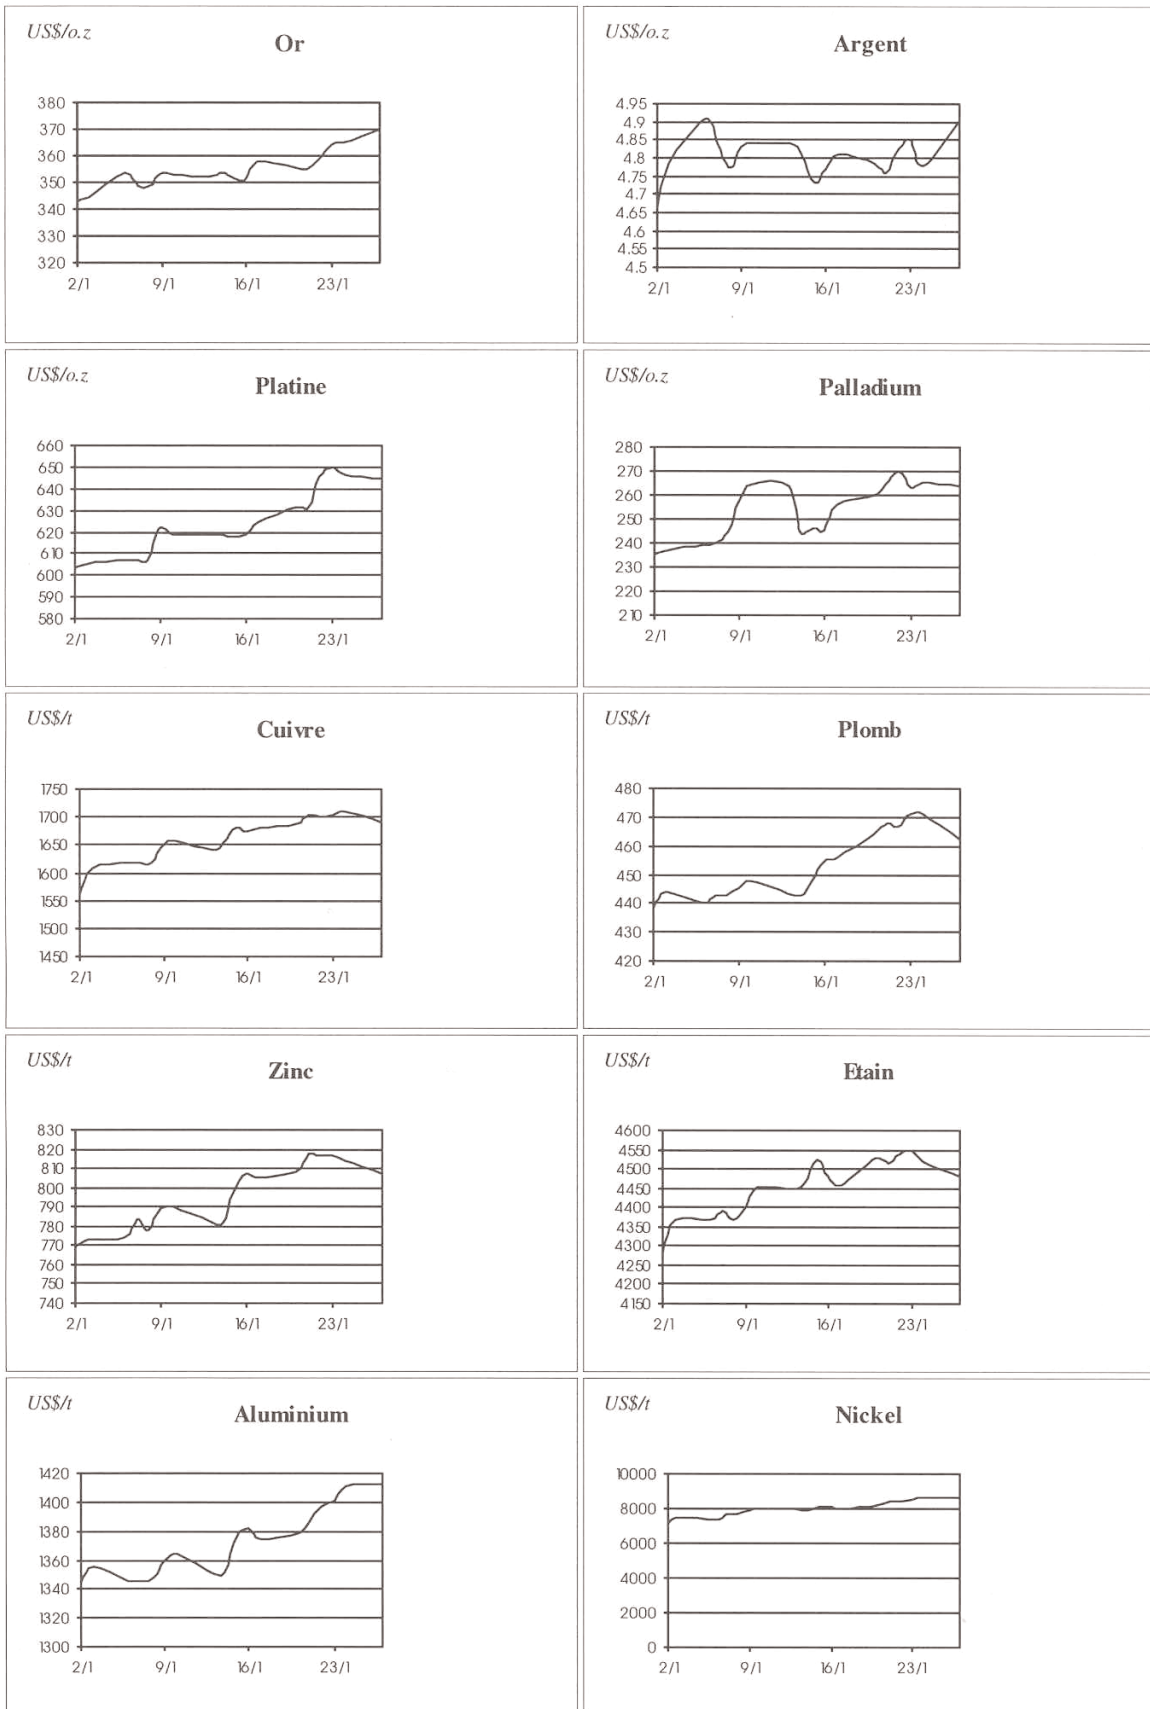 US$/o.z
Or
380
370
360
350
340
330
320
2/1 9/1 16/1 23/1
US$/o.z
Argent
4.95
4.9
4.85
4.8
4.75
4.7
4.65
4.6
4.55
4.5
2/1 9/1 16/1 23/1
US$/o.z
Platine
660
650
640
630
620
610
600
590
580
2/1 9/1 16/1 23/1
US$/o.z
Palladium
280
270
260
250
240
230
220
210
2/1 9/1 16/1 23/1
US$/t
Cuivre
1750
1700
1650
1600
1550
1500
1450
2/1 9/1 16/1 23/1
US$/t
Plomb
480
470
460
450
440
430
420
2/1 9/1 16/1 23/1
US$/t
Zinc
830
820
810
800
790
780
770
760
750
740
2/1 9/1 16/1 23/1
US$/t
Etain
4600
4550
4500
4450
4400
4350
4300
4250
4200
4150
2/1 9/1 16/1 23/1
US$/t
Aluminium
1420
1400
1380
1360
1340
1320
1300
2/1 9/1 16/1 23/1
US$/t
Nickel
10000
8000
6000
4000
2000
0
2/1 9/1 16/1 23/1